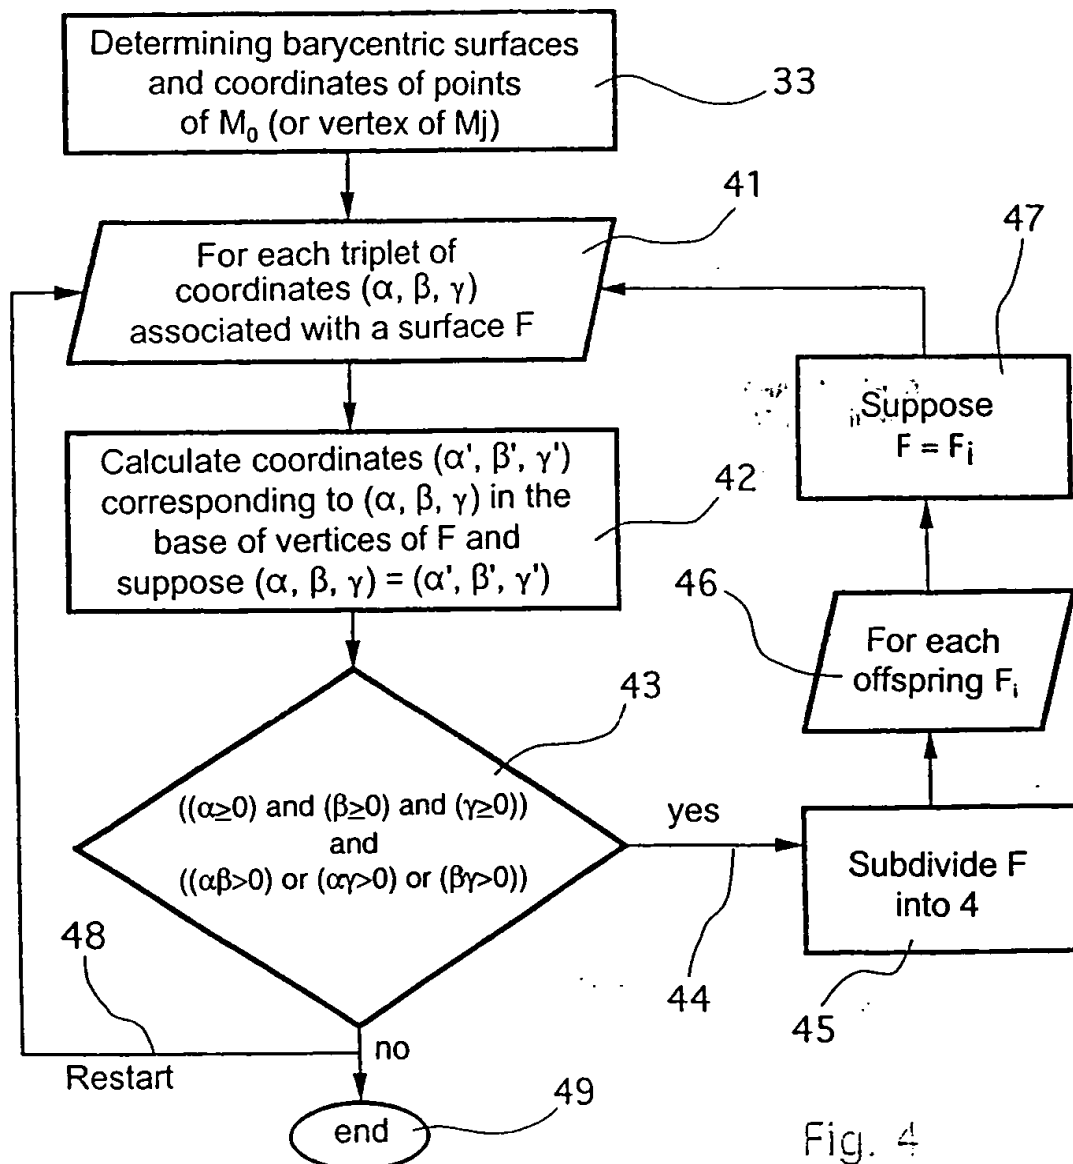 Determining barycentric surfaces
and coordinates of points
of M₀ (or vertex of Mj)
33
41
For each triplet of
coordinates (α, β, γ)
associated with a surface F
47
Suppose
F = Fi
Calculate coordinates (α', β', γ')
corresponding to (α, β, γ) in the
base of vertices of F and
suppose (α, β, γ) = (α', β', γ')
42
46
For each
offspring Fᵢ
43
((α≥0) and (β≥0) and (γ≥0))
and
((αβ>0) or (αγ>0) or (βγ>0))
yes
44
Subdivide F
into 4
45
48
Restart
no
end
49
Fig. 4